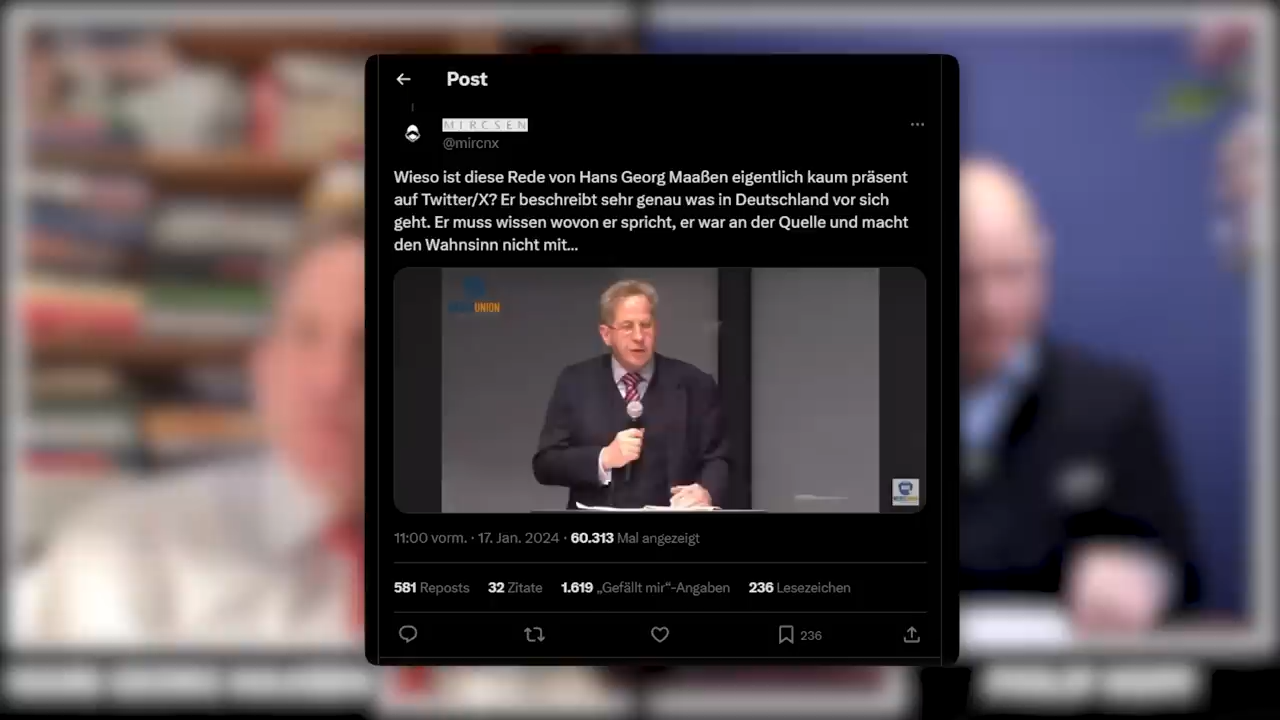 Post
MIRCSEN
@mircnx
Wieso ist diese Rede von Hans Georg Maaßen eigentlich kaum präsent
auf Twitter/X? Er beschreibt sehr genau was in Deutschland vor sich
geht. Er muss wissen wovon er spricht, er war an der Quelle und macht
den Wahnsinn nicht mit...
UNION
11:00 vorm. · 17. Jan. 2024 · 60.313 Mal angezeigt
581 Reposts 32 Zitate 1.619 „Gefällt mir“-Angaben 236 Lesezeichen
236